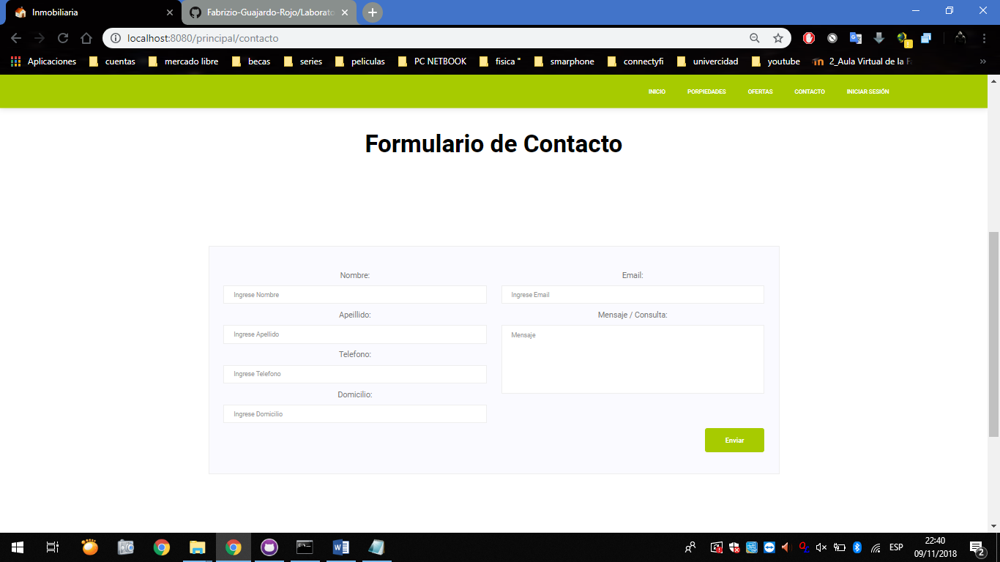 Inmobiliaria
Fabrizio-Guajardo-Rojo/Laborato
localhost:8080/principal/contacto
Aplicaciones cuentas mercado libre becas series peliculas PC NETBOOK fisica " smarphone connectyfi univercidad youtube 2_Aula Virtual de la
INICIO PORPIEDADES OFERTAS CONTACTO INICIAR SESIÓN
Formulario de Contacto
Nombre:
Ingrese Nombre
Apeillido:
Ingrese Apellido
Telefono:
Ingrese Telefono
Domicilio:
Ingrese Domicilio
Email:
Ingrese Email
Mensaje / Consulta:
Mensaje
Enviar
ESP
22:40
09/11/2018
2